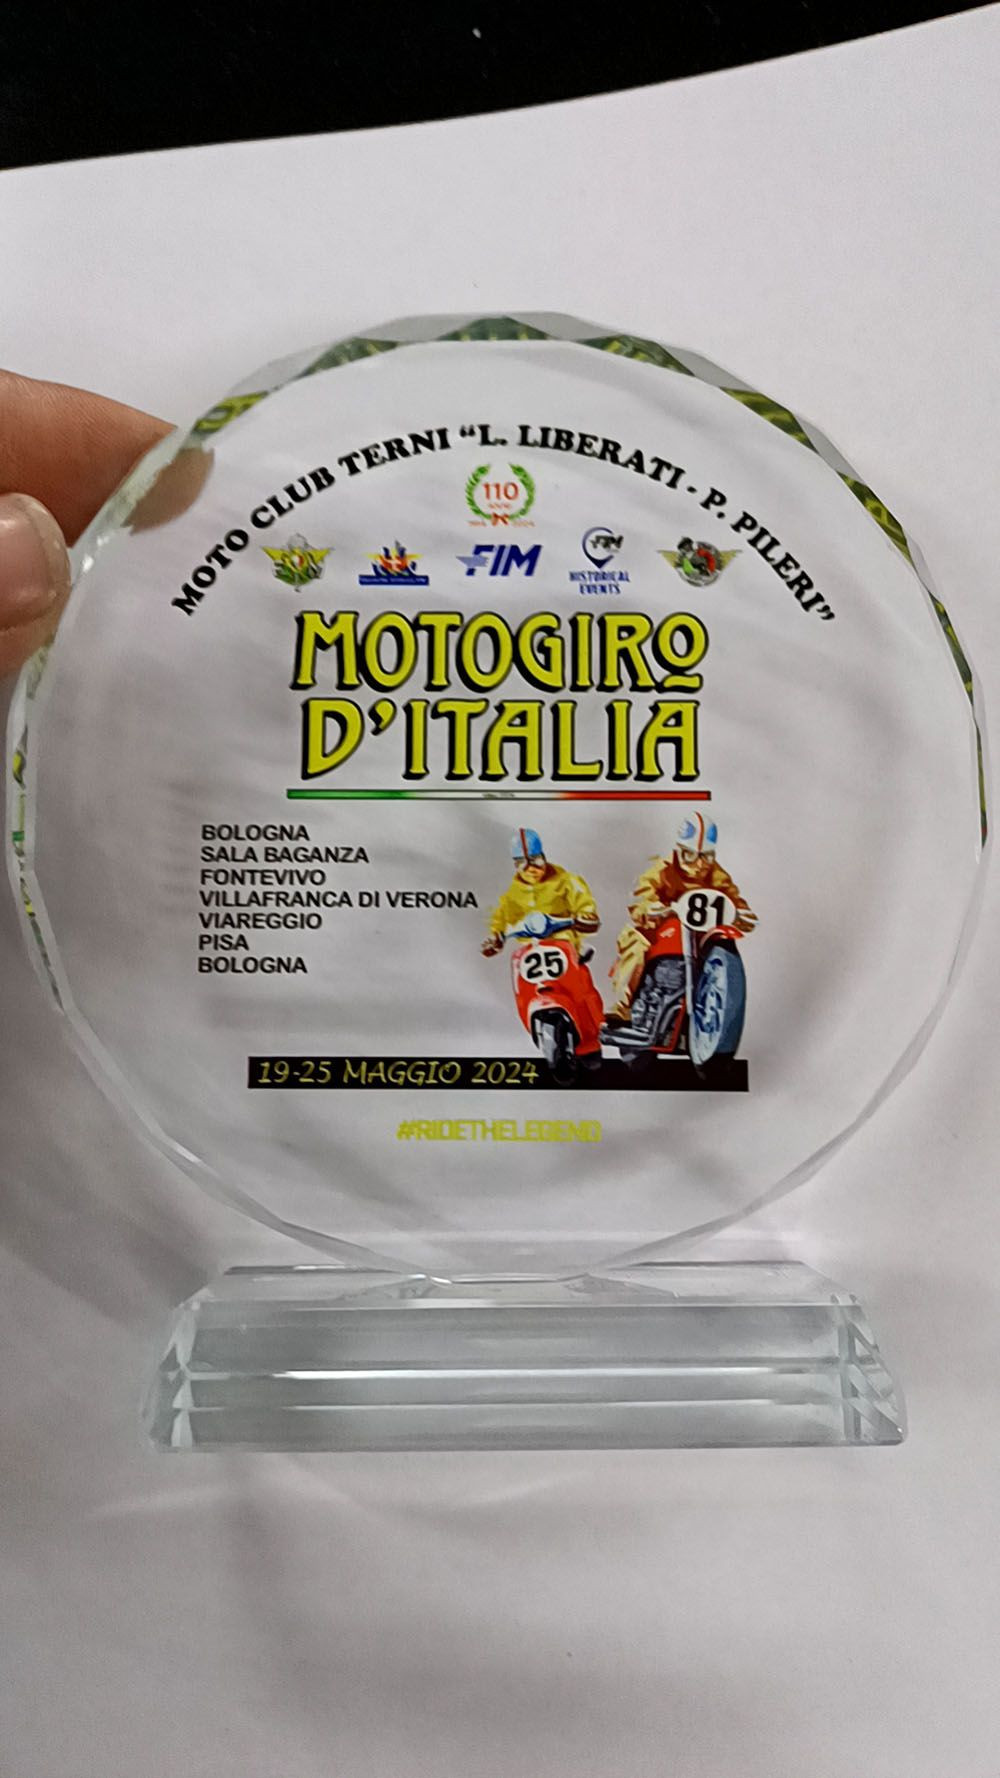 MOTO CLUB TERNI "L. LIBERATI - P. PILERI"
110
FIM
FIM
HISTORICAL
EVENTS
MOTOGIRO
D'ITALIA
BOLOGNA
SALA BAGANZA
FONTEVIVO
VILLAFRANCA DI VERONA
VIAREGGIO
PISA
BOLOGNA
25
81
19-25 MAGGIO 2024
#RIDETHELEGEND